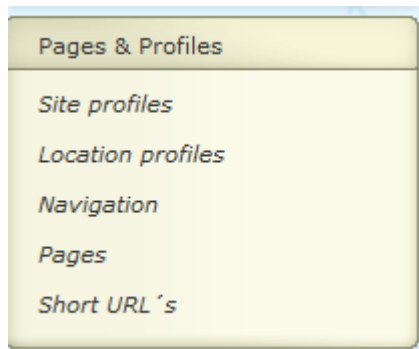 Pages & Profiles
Site profiles
Location profiles
Navigation
Pages
Short URL´s